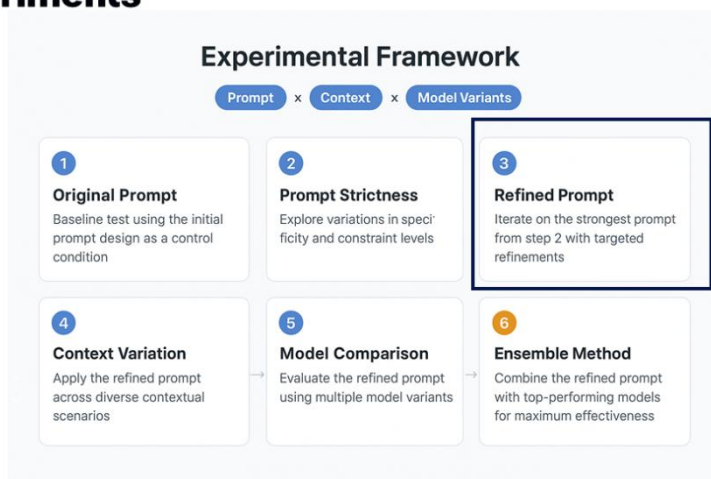 Experimental Framework
Prompt x Context x Model Variants
1
Original Prompt
Baseline test using the initial
prompt design as a control
condition
2
Prompt Strictness
Explore variations in speci-
ficity and constraint levels
3
Refined Prompt
Iterate on the strongest prompt
from step 2 with targeted
refinements
4
Context Variation
Apply the refined prompt
across diverse contextual
scenarios
→
5
Model Comparison
Evaluate the refined prompt
using multiple model variants
→
6
Ensemble Method
Combine the refined prompt
with top-performing models
for maximum effectiveness